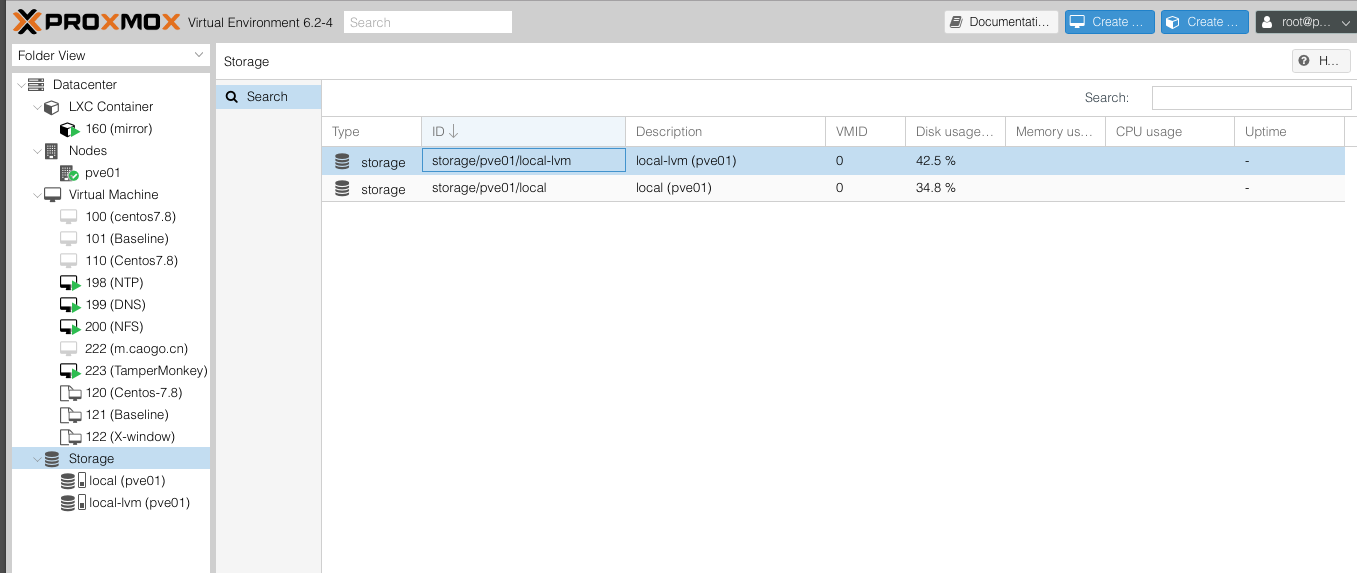 PROXMOX Virtual Environment 6.2-4 Search Documentati... Create ... Create ... root@p...
Folder View
Storage H...
Datacenter
LXC Container
160 (mirror)
Nodes
pve01
Virtual Machine
100 (centos7.8)
101 (Baseline)
110 (Centos7.8)
198 (NTP)
199 (DNS)
200 (NFS)
222 (m.caogo.cn)
223 (TamperMonkey)
120 (Centos-7.8)
121 (Baseline)
122 (X-window)
Storage
local (pve01)
local-lvm (pve01)
Search
Search:
Type ID Description VMID Disk usage... Memory us... CPU usage Uptime
storage storage/pve01/local-lvm local-lvm (pve01) 0 42.5 % -
storage storage/pve01/local local (pve01) 0 34.8 % -